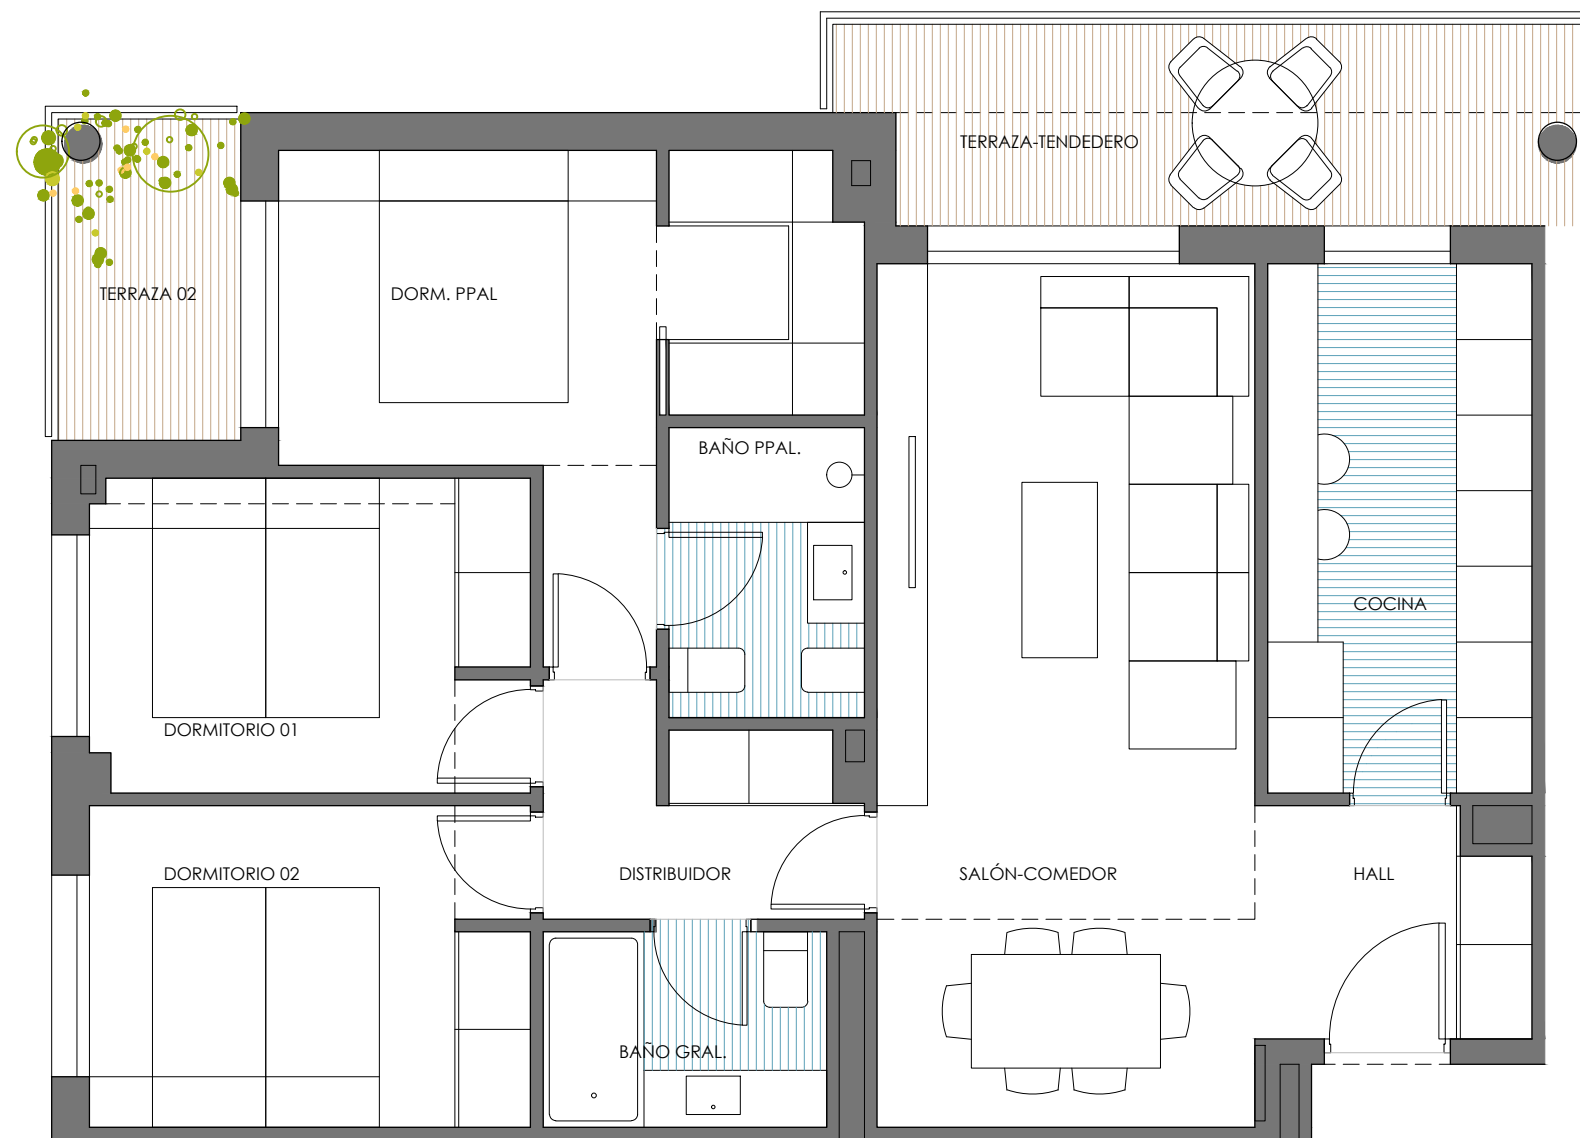 TERRAZA-TENDEDERO
TERRAZA 02
DORM. PPAL
BAÑO PPAL.
COCINA
DORMITORIO 01
DORMITORIO 02
DISTRIBUIDOR
SALÓN-COMEDOR
HALL
BAÑO GRAL.